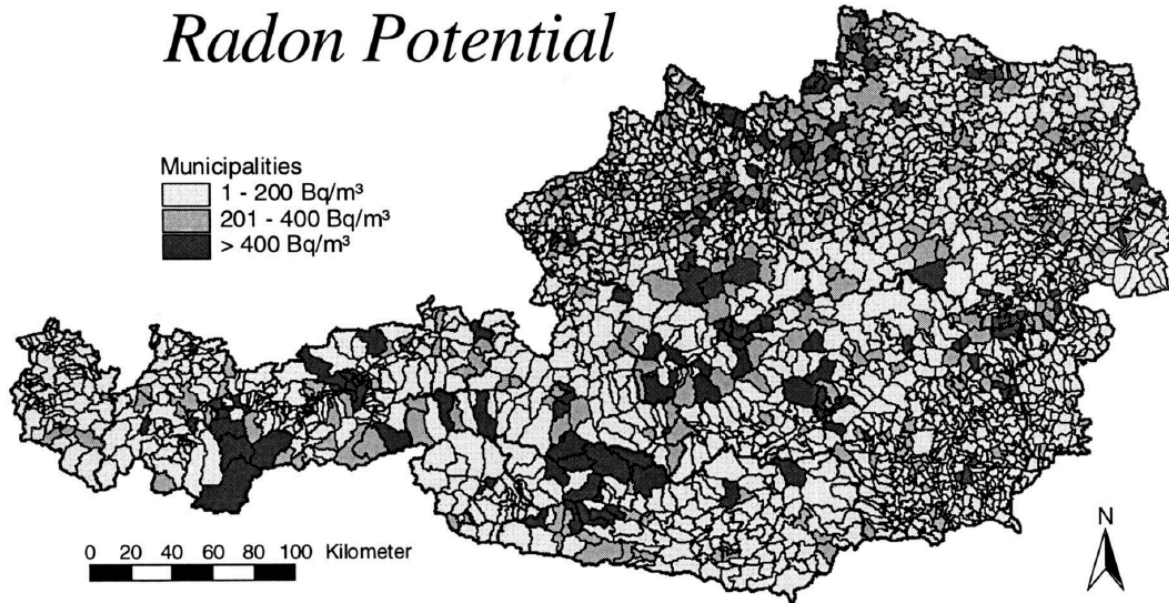 Radon Potential
Municipalities
1 - 200 Bq/m³
201 - 400 Bq/m³
> 400 Bq/m³
0 20 40 60 80 100 Kilometer
N